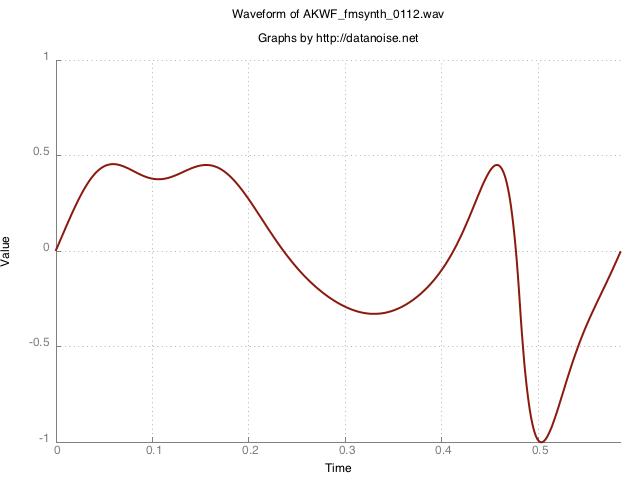 Waveform of AKWF_fmsynth_0112.wav
Graphs by http://datanoise.net
1
0.5
0
-0.5
-1
Value
0 0.1 0.2 0.3 0.4 0.5
Time